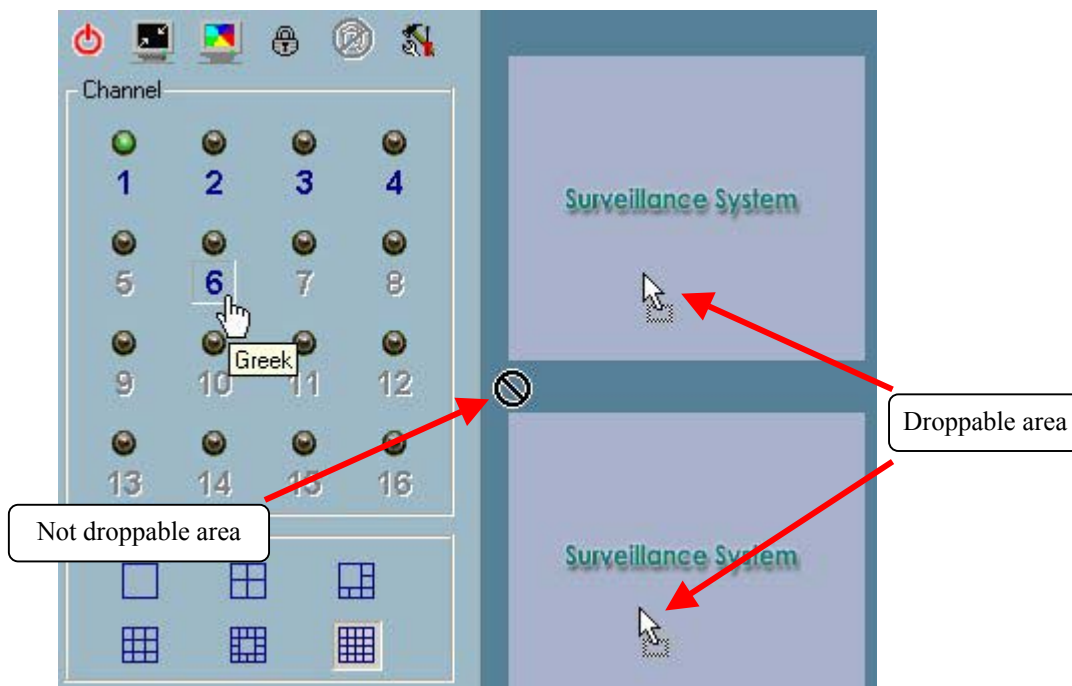 Channel
1 2 3 4
5 6 7 8
Greek
9 10 11 12
13 14 15 16
Surveillance System
Surveillance System
Droppable area
Not droppable area